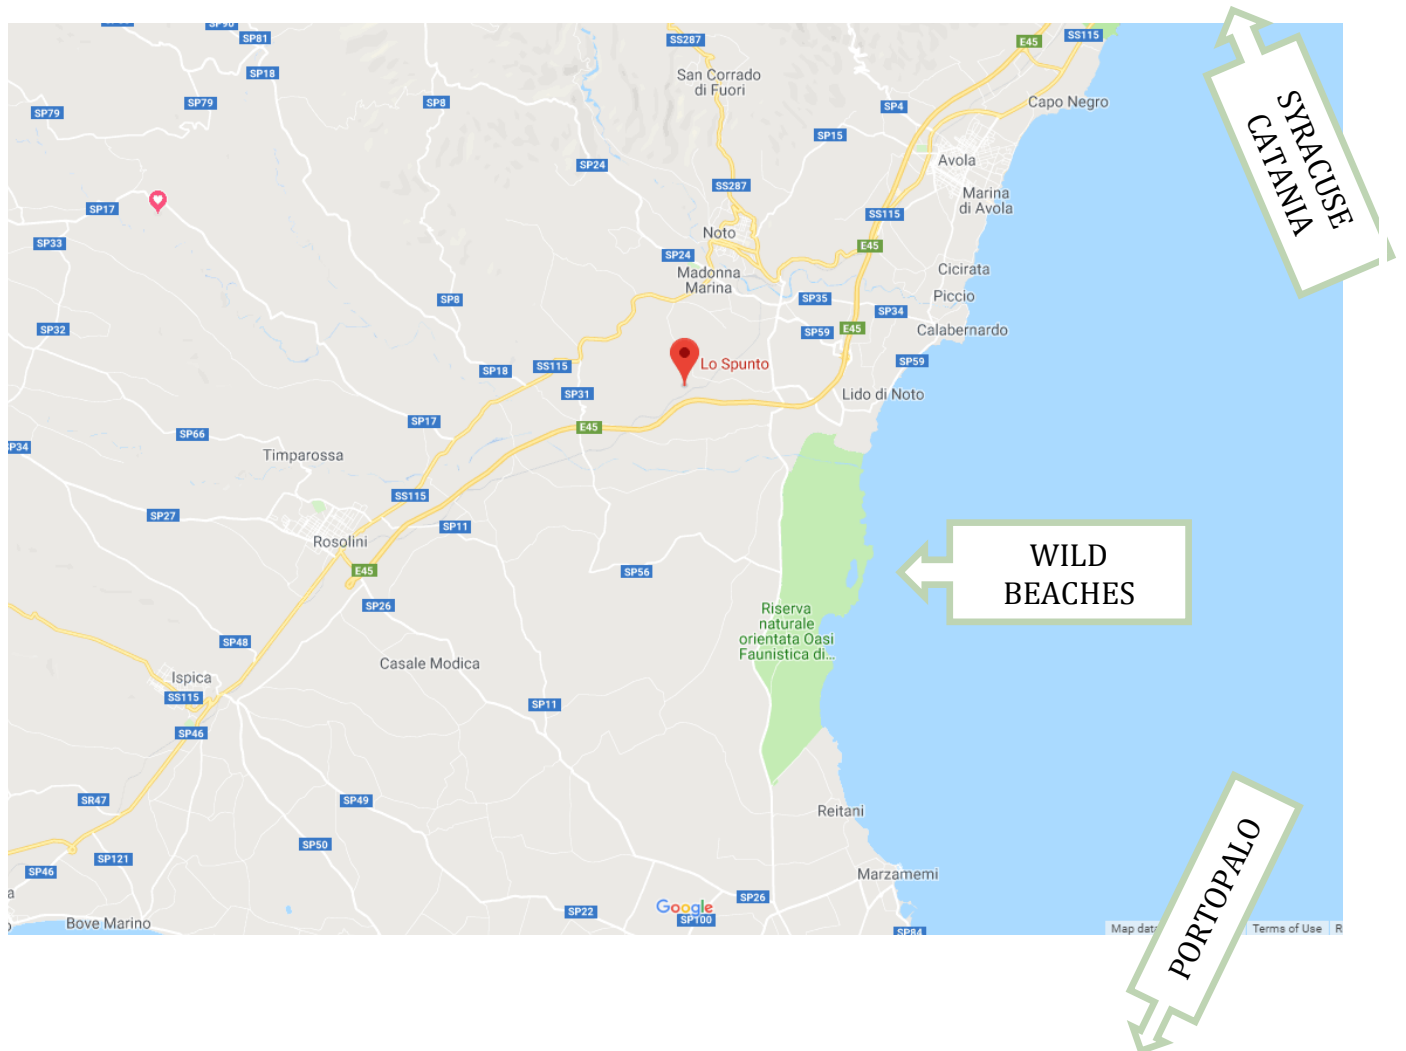 SP90
SP81
SS287
E45
SS115
SP18
San Corrado
di Fuori
SP79
SP79
SP8
SP4
Capo Negro
SYRACUSE
CATANIA
SP15
Avola
SP24
SS287
Marina
di Avola
SP17
SS115
SP33
Noto
E45
SP24
Madonna
Marina
Cicirata
SP8
SP35
Piccio
SP34
SP32
SP59
E45
Calabernardo
Lo Spunto
SP59
SP18
SS115
SP31
Lido di Noto
SP17
E45
SP66
SP34
Timparossa
SS115
SP27
SP11
Rosolini
WILD
BEACHES
E45
SP56
SP26
Riserva
naturale
orientata Oasi
Faunistica di...
SP48
Casale Modica
Ispica
SS115
SP11
SP46
SR47
SP49
Reitani
SP50
SP121
SP46
Marzamemi
PORTOPALO
a
SP26
Google
SP22
SP100
Bove Marino
SP84
Map data
Terms of Use
R